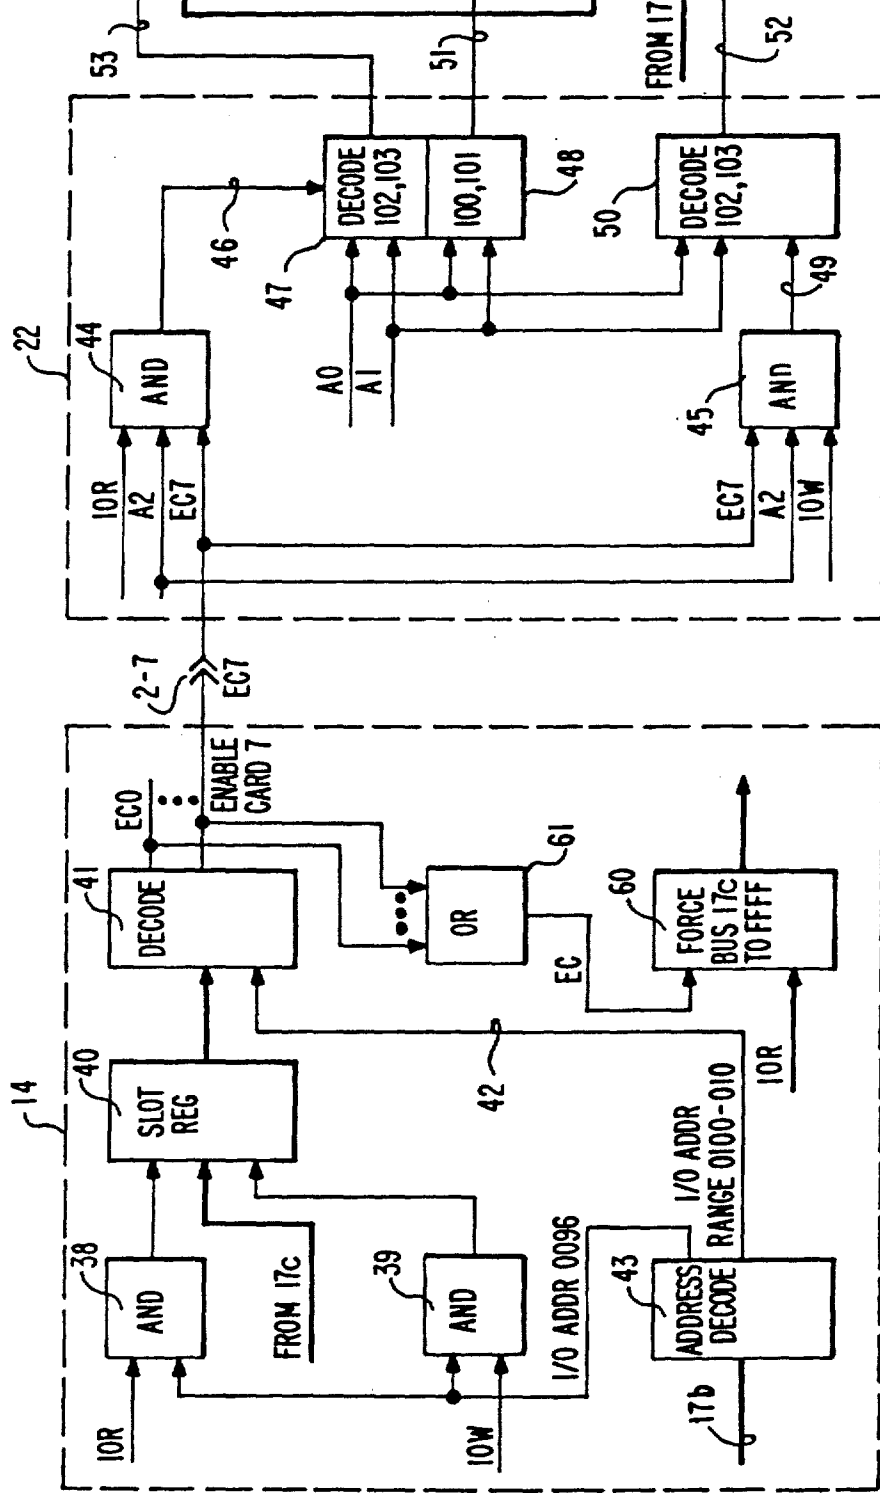 14
38
AND
IOR
FROM 17c
39
AND
IOW
I/O ADDR 0096
43
ADDRESS
DECODE
17b
I/O ADDR
RANGE 0100-010
40
SLOT
REG
42
41
DECODE
EC0
ENABLE
CARD 7
OR
61
EC
60
FORCE
BUS 17c
TO FFFF
IOR
2-7
EC7
22
44
AND
IOR
A2
EC7
46
47
A0
A1
DECODE
102,103
100,101
48
50
DECODE
102,103
49
45
AND
EC7
A2
IOW
53
51
FROM 17
52